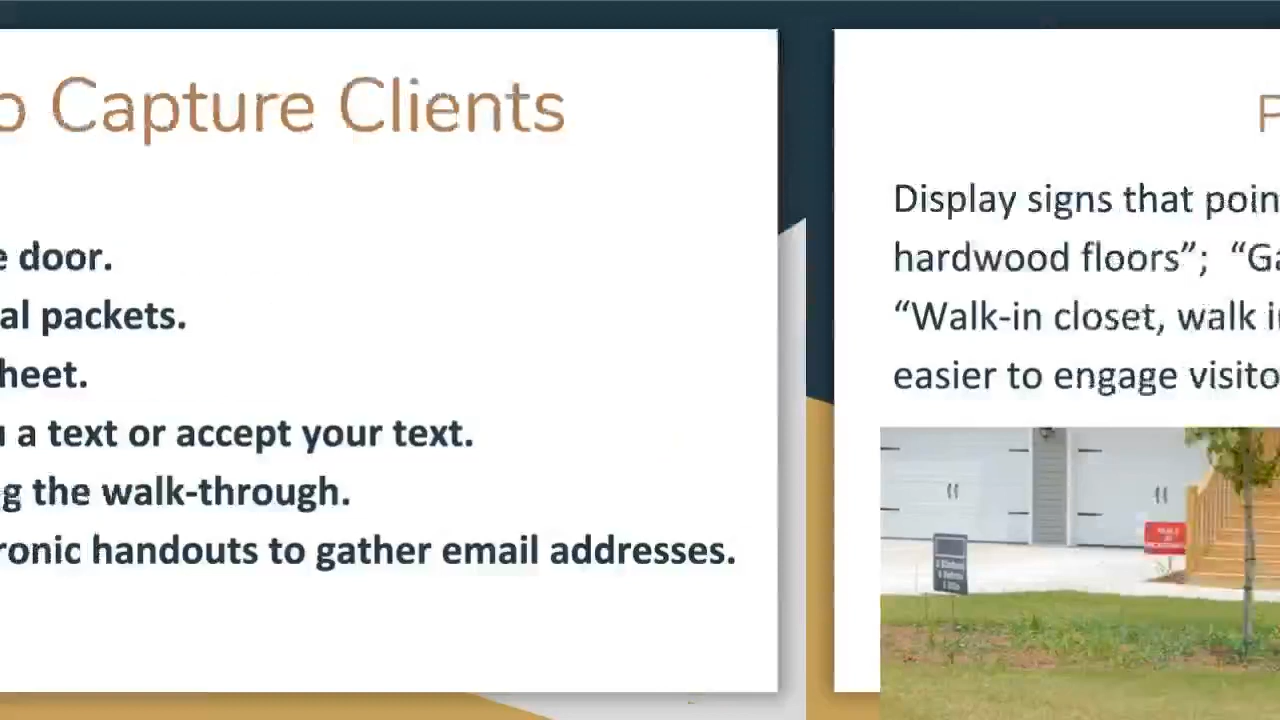 o Capture Clients
e door.
al packets.
heet.
u a text or accept your text.
g the walk-through.
ronic handouts to gather email addresses.
P
Display signs that poin
hardwood floors”; “Ga
“Walk-in closet, walk in
easier to engage visito